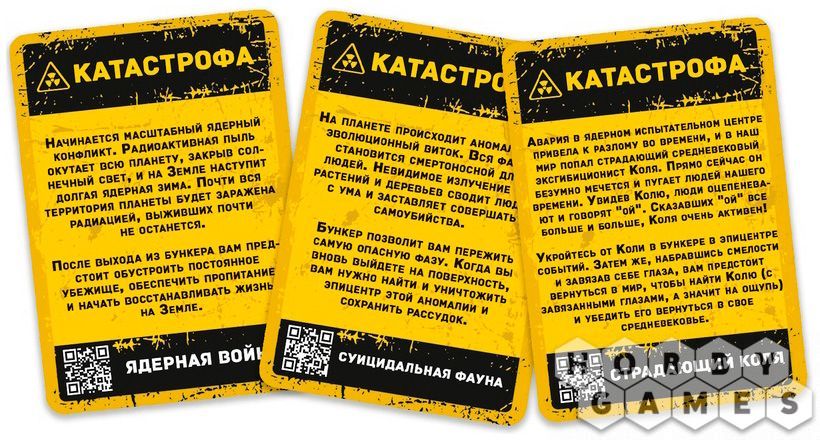 КАТАСТРОФА
Начинается масштабный ядерный
конфликт. Радиоактивная пыль
окутает всю планету, закрыв сол-
нечный свет, и на Земле наступит
долгая ядерная зима. Почти вся
территория планеты будет заражена
радиацией, выживших почти
не останется.
После выхода из бункера вам пред-
стоит обустроить постоянное
убежище, обеспечить пропитание
и начать восстанавливать жизнь
на Земле.
ЯДЕРНАЯ ВОЙН
КАТАСТРО
На планете происходит анома
эволюционный виток. Вся фа
становится смертоносной дл
людей. Невидимое излучение
растений и деревьев сводит люд
с ума и заставляет совершать
самоубийства.
Бункер позволит вам пережить
самую опасную фазу. Когда вы
вновь выйдете на поверхность,
вам нужно найти и уничтожить
эпицентр этой аномалии и
сохранить рассудок.
СУИЦИДАЛЬНАЯ ФАУНА
КАТАСТРОФА
Авария в ядерном испытательном центре
привела к разлому во времени, и в наш
мир попал страдающий средневековый
эксгибиционист Коля. Прямо сейчас он
безумно мечется и пугает людей нашего
времени. Увидев Колю, люди оцепенева-
ют и говорят "ой". Сказавших "ой" все
больше и больше, Коля очень активен!
Укройтесь от Коли в бункере в эпицентре
событий. Затем же, набравшись смелости
и завязав себе глаза, вам предстоит
вернуться в мир, чтобы найти Колю (с
завязанными глазами, а значит на ощупь)
и убедить его вернуться в свое
средневековье.
СТРАДАЮЩИЙ КОЛЯ
HOBBY
GAMES